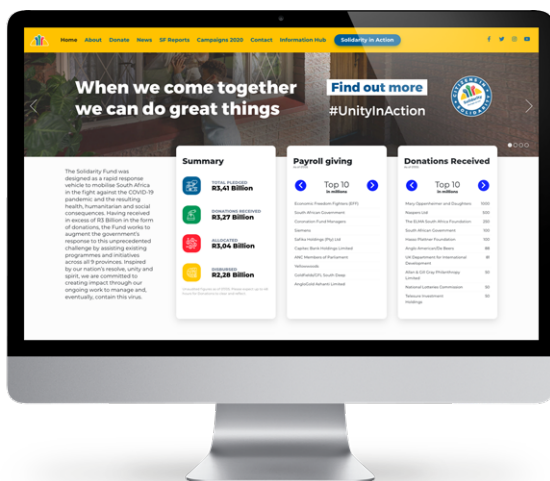 Home About Donate News SF Reports Campaigns 2020 Contact Information Hub Solidarity in Action
When we come together
we can do great things
Find out more
#UnityInAction
CITIZENS IN
Solidarity
The Solidarity Fund was
designed as a rapid response
vehicle to mobilise South Africa
in the fight against the COVID-19
pandemic and the resulting
health, humanitarian and social
consequences. Having received
in excess of R3 Billion in the form
of donations, the Fund works to
augment the government's
response to this unprecedented
challenge by assisting existing
programmes and initiatives
across all 9 provinces. Inspired
by our nation's resolve, unity and
spirit, we are committed to
creating impact through our
ongoing work to manage and,
eventually, contain this virus.
Summary
TOTAL PLEDGED
R3,41 Billion
DONATIONS RECEIVED
R3,27 Billion
ALLOCATED
R3,04 Billion
DISBURSED
R2,28 Billion
Payroll giving
Top 10
in millions
Economic Freedom Fighters (EFF)
South African Government
Coronation Fund Managers
Siemens
Safika Holdings (Pty) Ltd
Capitec Bank Holdings Limited
ANC Members of Parliament
Yellowwoods
Goldfields(GF), South Deep
AngloGold Ashanti Limited
Donations Received
Top 10
in millions
Mary Oppenheimer and Daughters 1000
Naspers Ltd 500
The ELMA South Africa Foundation 250
South African Government 150
Hasso Plattner Foundation 100
Anglo American/De Beers 88
UK Department for International
Development
Allan & Gill Gray Philanthropy 50
Limited
National Lotteries Commission 50
Telesure Investment 50
Holdings